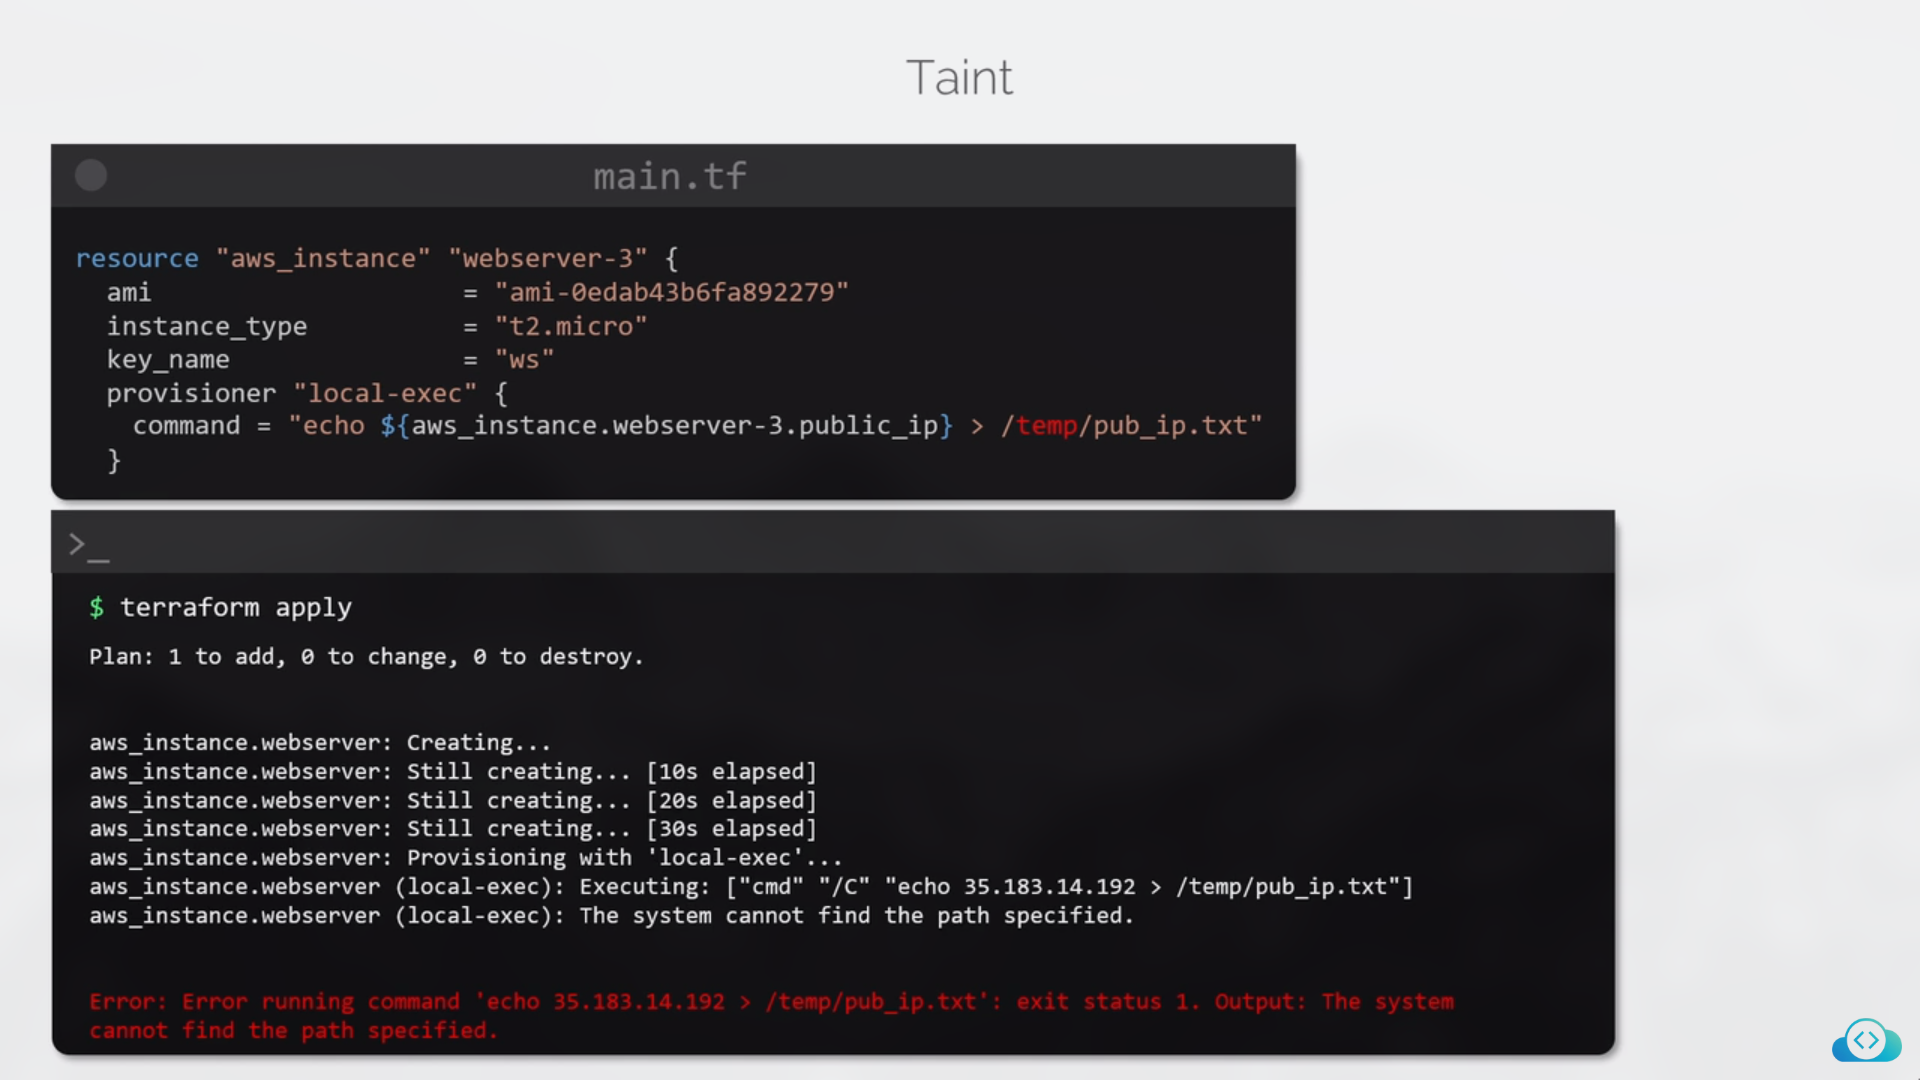 Taint
main.tf
resource "aws_instance" "webserver-3" {
  ami                    = "ami-0edab43b6fa892279"
  instance_type          = "t2.micro"
  key_name               = "ws"
  provisioner "local-exec" {
    command = "echo ${aws_instance.webserver-3.public_ip} > /temp/pub_ip.txt"
  }
>_
$ terraform apply
Plan: 1 to add, 0 to change, 0 to destroy.
aws_instance.webserver: Creating...
aws_instance.webserver: Still creating... [10s elapsed]
aws_instance.webserver: Still creating... [20s elapsed]
aws_instance.webserver: Still creating... [30s elapsed]
aws_instance.webserver: Provisioning with 'local-exec'...
aws_instance.webserver (local-exec): Executing: ["cmd" "/C" "echo 35.183.14.192 > /temp/pub_ip.txt"]
aws_instance.webserver (local-exec): The system cannot find the path specified.
Error: Error running command 'echo 35.183.14.192 > /temp/pub_ip.txt': exit status 1. Output: The system
cannot find the path specified.